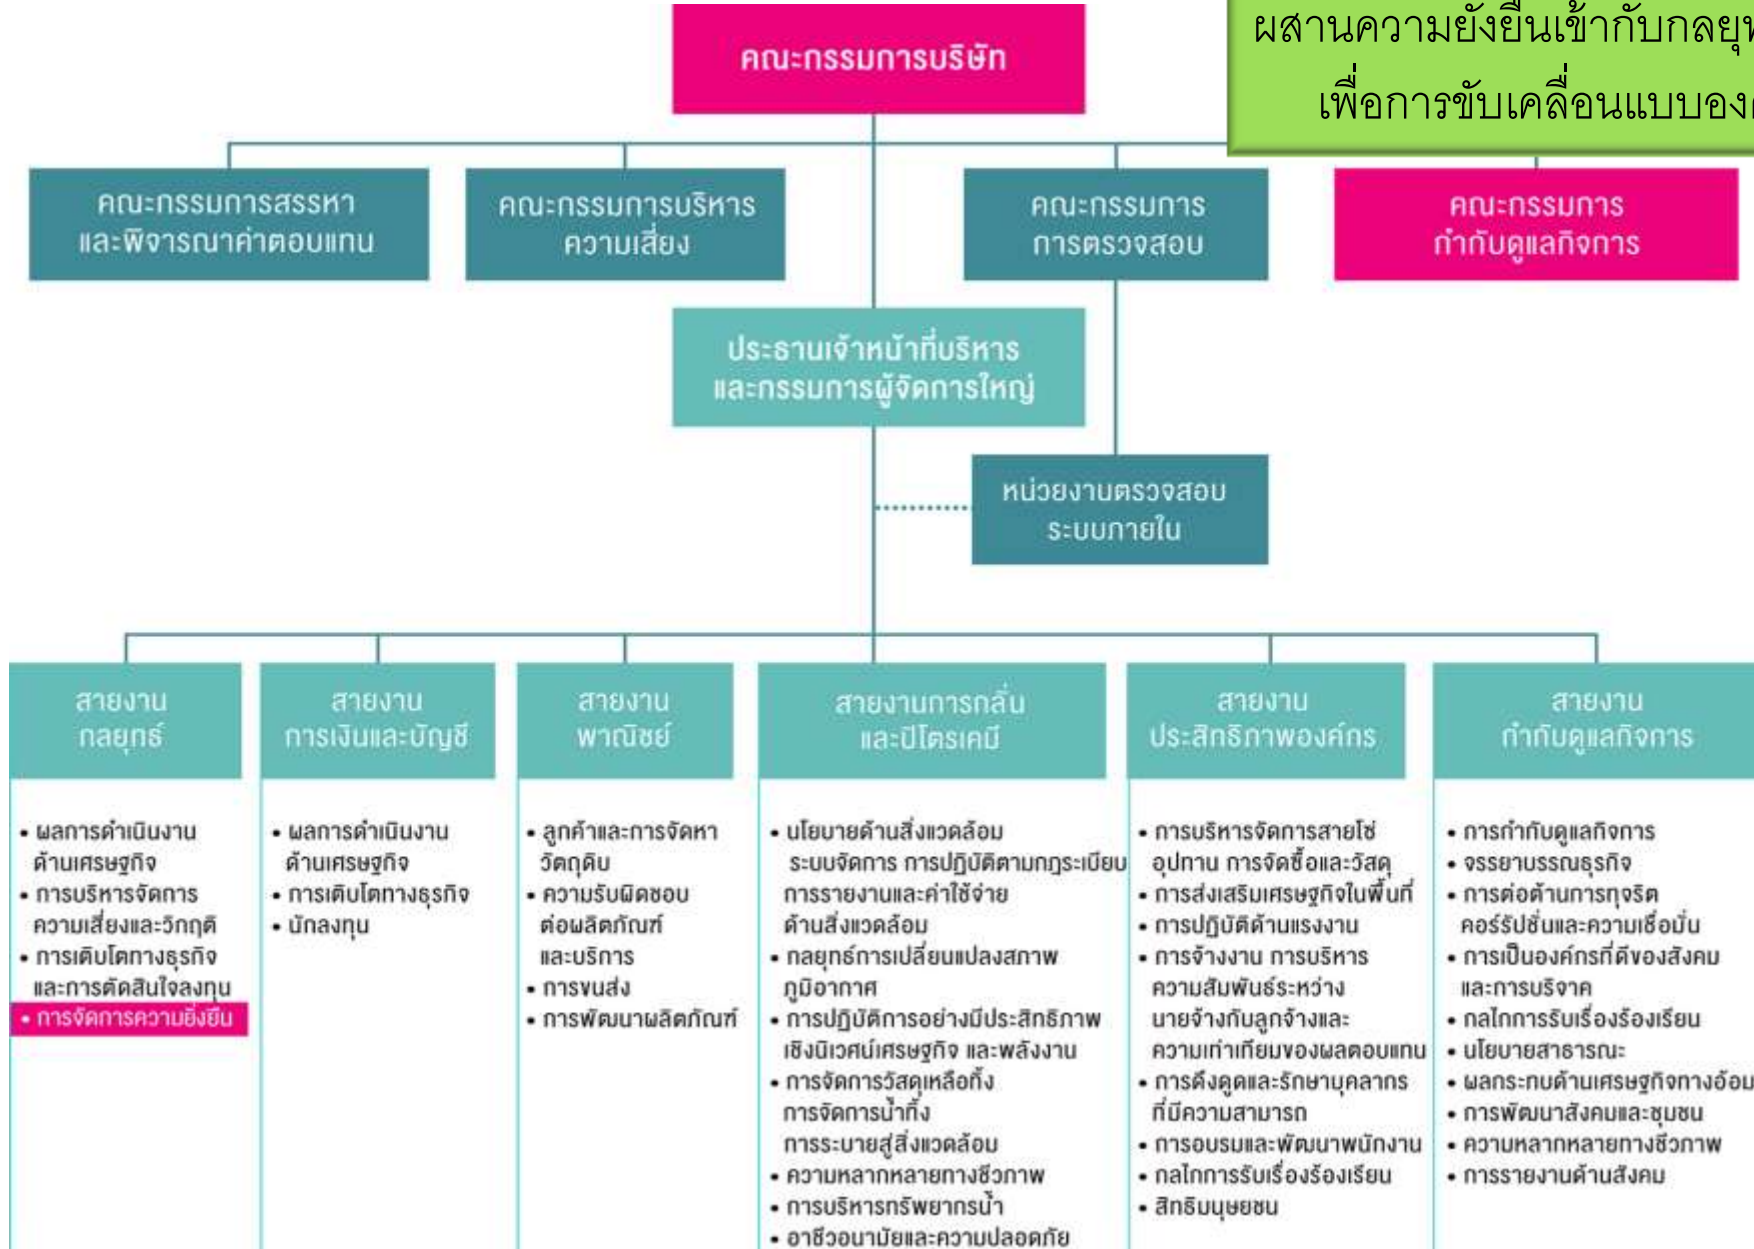 ผสานความยั่งยืนเข้ากับกลยุท
เพื่อการขับเคลื่อนแบบอง
คณะกรรมการบริษัท
คณะกรรมการสรรหา
และพิจารณาค่าตอบแทน
คณะกรรมการบริหาร
ความเสี่ยง
คณะกรรมการ
การตรวจสอบ
คณะกรรมการ
กำกับดูแลกิจการ
ประธานเจ้าหน้าที่บริหาร
และกรรมการผู้จัดการใหญ่
หน่วยงานตรวจสอบ
ระบบภายใน
สายงาน
กลยุทธ์
• ผลการดำเนินงาน
ด้านเศรษฐกิจ
• การบริหารจัดการ
ความเสี่ยงและวิกฤติ
• การเติบโตทางธุรกิจ
และการตัดสินใจลงทุน
• การจัดการความยั่งยืน
สายงาน
การเงินและบัญชี
• ผลการดำเนินงาน
ด้านเศรษฐกิจ
• การเติบโตทางธุรกิจ
• นักลงทุน
สายงาน
พาณิชย์
• ลูกค้าและการจัดหา
วัตถุดิบ
• ความรับผิดชอบ
ต่อผลิตภัณฑ์
และบริการ
• การขนส่ง
• การพัฒนาผลิตภัณฑ์
สายงานการกลั่น
และปิโตรเคมี
• นโยบายด้านสิ่งแวดล้อม
ระบบจัดการ การปฏิบัติตามกฎระเบียบ
การรายงานและค่าใช้จ่าย
ด้านสิ่งแวดล้อม
• กลยุทธ์การเปลี่ยนแปลงสภาพ
ภูมิอากาศ
• การปฏิบัติการอย่างมีประสิทธิภาพ
เชิงนิเวศน์เศรษฐกิจ และพลังงาน
• การจัดการวัสดุเหลือทิ้ง
การจัดการน้ำทิ้ง
การระบายสู่สิ่งแวดล้อม
• ความหลากหลายทางชีวภาพ
• การบริหารทรัพยากรน้ำ
• อาชีวอนามัยและความปลอดภัย
สายงาน
ประสิทธิภาพองค์กร
• การบริหารจัดการสายโซ่
อุปทาน การจัดซื้อและวัสดุ
• การส่งเสริมเศรษฐกิจในพื้นที่
• การปฏิบัติด้านแรงงาน
• การจ้างงาน การบริหาร
ความสัมพันธ์ระหว่าง
นายจ้างกับลูกจ้างและ
ความเท่าเทียมของผลตอบแทน
• การดึงดูดและรักษาบุคลากร
ที่มีความสามารถ
• การอบรมและพัฒนาพนักงาน
• กลไกการรับเรื่องร้องเรียน
• สิทธิมนุษยชน
สายงาน
กำกับดูแลกิจการ
• การกำกับดูแลกิจการ
• จรรยาบรรณธุรกิจ
• การต่อต้านการทุจริต
คอร์รัปชั่นและความเชื่อมั่น
• การเป็นองค์กรที่ดีของสังคม
และการบริจาค
• กลไกการรับเรื่องร้องเรียน
• นโยบายสาธารณะ
• ผลกระทบด้านเศรษฐกิจทางอ้อม
• การพัฒนาสังคมและชุมชน
• ความหลากหลายทางชีวภาพ
• การรายงานด้านสังคม